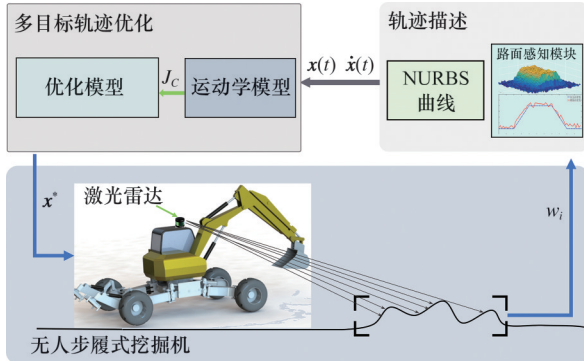 多目标轨迹优化
优化模型
J_C
运动学模型
x(t) ẋ(t)
轨迹描述
NURBS
曲线
路面感知模块
x*
激光雷达
w_i
无人步履式挖掘机